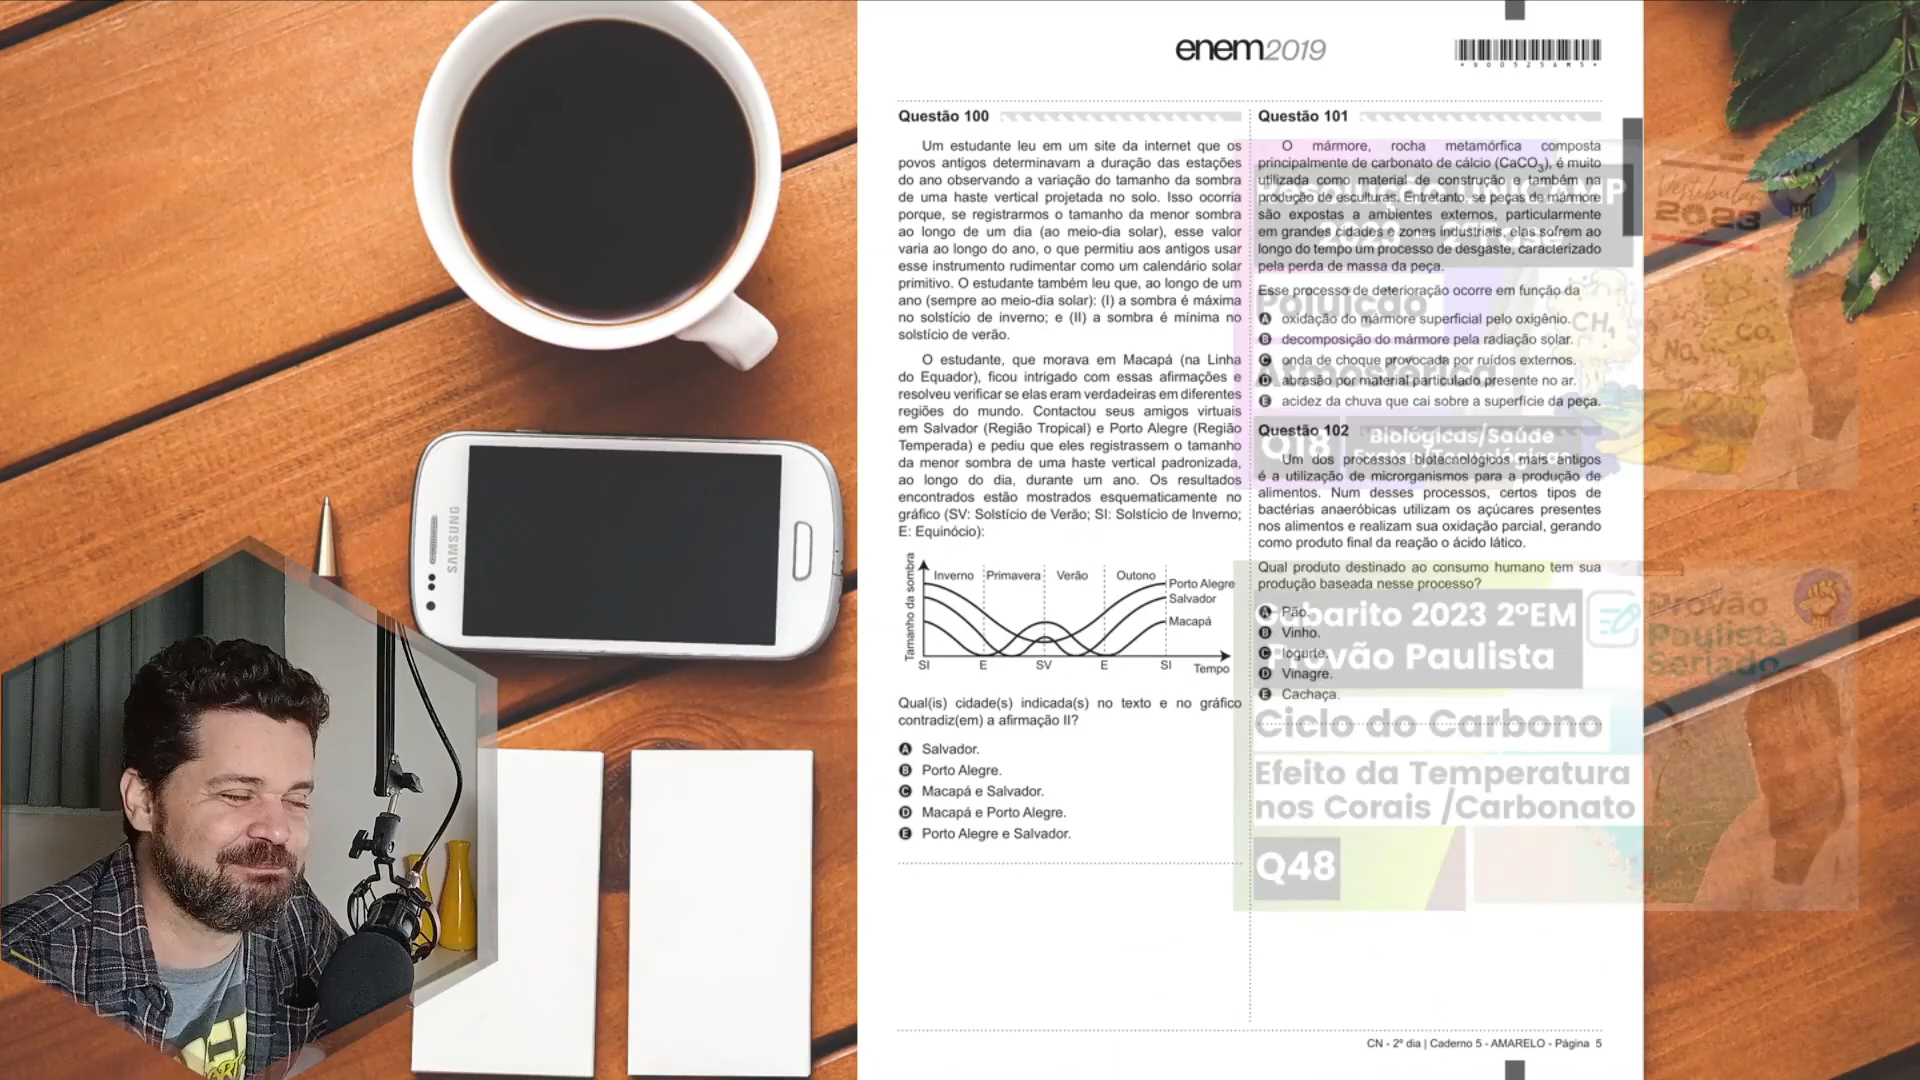 enem2019
*000525AM5*
Questão 100
Um estudante leu em um site da internet que os
povos antigos determinavam a duração das estações
do ano observando a variação do tamanho da sombra
de uma haste vertical projetada no solo. Isso ocorria
porque, se registrarmos o tamanho da menor sombra
ao longo de um dia (ao meio-dia solar), esse valor
varia ao longo do ano, o que permitiu aos antigos usar
esse instrumento rudimentar como um calendário solar
primitivo. O estudante também leu que, ao longo de um
ano (sempre ao meio-dia solar): (I) a sombra é máxima
no solstício de inverno; e (II) a sombra é mínima no
solstício de verão.
O estudante, que morava em Macapá (na Linha
do Equador), ficou intrigado com essas afirmações e
resolveu verificar se elas eram verdadeiras em diferentes
regiões do mundo. Contactou seus amigos virtuais
em Salvador (Região Tropical) e Porto Alegre (Região
Temperada) e pediu que eles registrassem o tamanho
da menor sombra de uma haste vertical padronizada,
ao longo do dia, durante um ano. Os resultados
encontrados estão mostrados esquematicamente no
gráfico (SV: Solstício de Verão; SI: Solstício de Inverno;
E: Equinócio):
Tamanho da sombra
Inverno Primavera Verão Outono
Porto Alegre
Salvador
Macapá
SI E SV E SI
Tempo
Qual(is) cidade(s) indicada(s) no texto e no gráfico
contradiz(em) a afirmação II?
A Salvador.
B Porto Alegre.
C Macapá e Salvador.
D Macapá e Porto Alegre.
E Porto Alegre e Salvador.
Questão 101
O mármore, rocha metamórfica composta
principalmente de carbonato de cálcio (CaCO₃), é muito
utilizada como material de construção e também na
produção de esculturas. Entretanto, se peças de mármore
são expostas a ambientes externos, particularmente
em grandes cidades e zonas industriais, elas sofrem ao
longo do tempo um processo de desgaste, caracterizado
pela perda de massa da peça.
Esse processo de deterioração ocorre em função da
A oxidação do mármore superficial pelo oxigênio.
B decomposição do mármore pela radiação solar.
C onda de choque provocada por ruídos externos.
D abrasão por material particulado presente no ar.
E acidez da chuva que cai sobre a superfície da peça.
Questão 102
Um dos processos biotecnológicos mais antigos
é a utilização de microrganismos para a produção de
alimentos. Num desses processos, certos tipos de
bactérias anaeróbicas utilizam os açúcares presentes
nos alimentos e realizam sua oxidação parcial, gerando
como produto final da reação o ácido lático.
Qual produto destinado ao consumo humano tem sua
produção baseada nesse processo?
A Pão.
B Vinho.
C Iogurte.
D Vinagre.
E Cachaça.
CN - 2º dia | Caderno 5 - AMARELO - Página 5
Resolução UNICAMP
Poluição
Atmosférica
Q18
Biológicas/Saúde
Vestibular
2023
CH₄
NOₓ
CO₂
Gabarito 2023 2ºEM
Provão Paulista
Ciclo do Carbono
Efeito da Temperatura
nos Corais /Carbonato
Q48
Provão
Paulista
Seriado
SAMSUNG